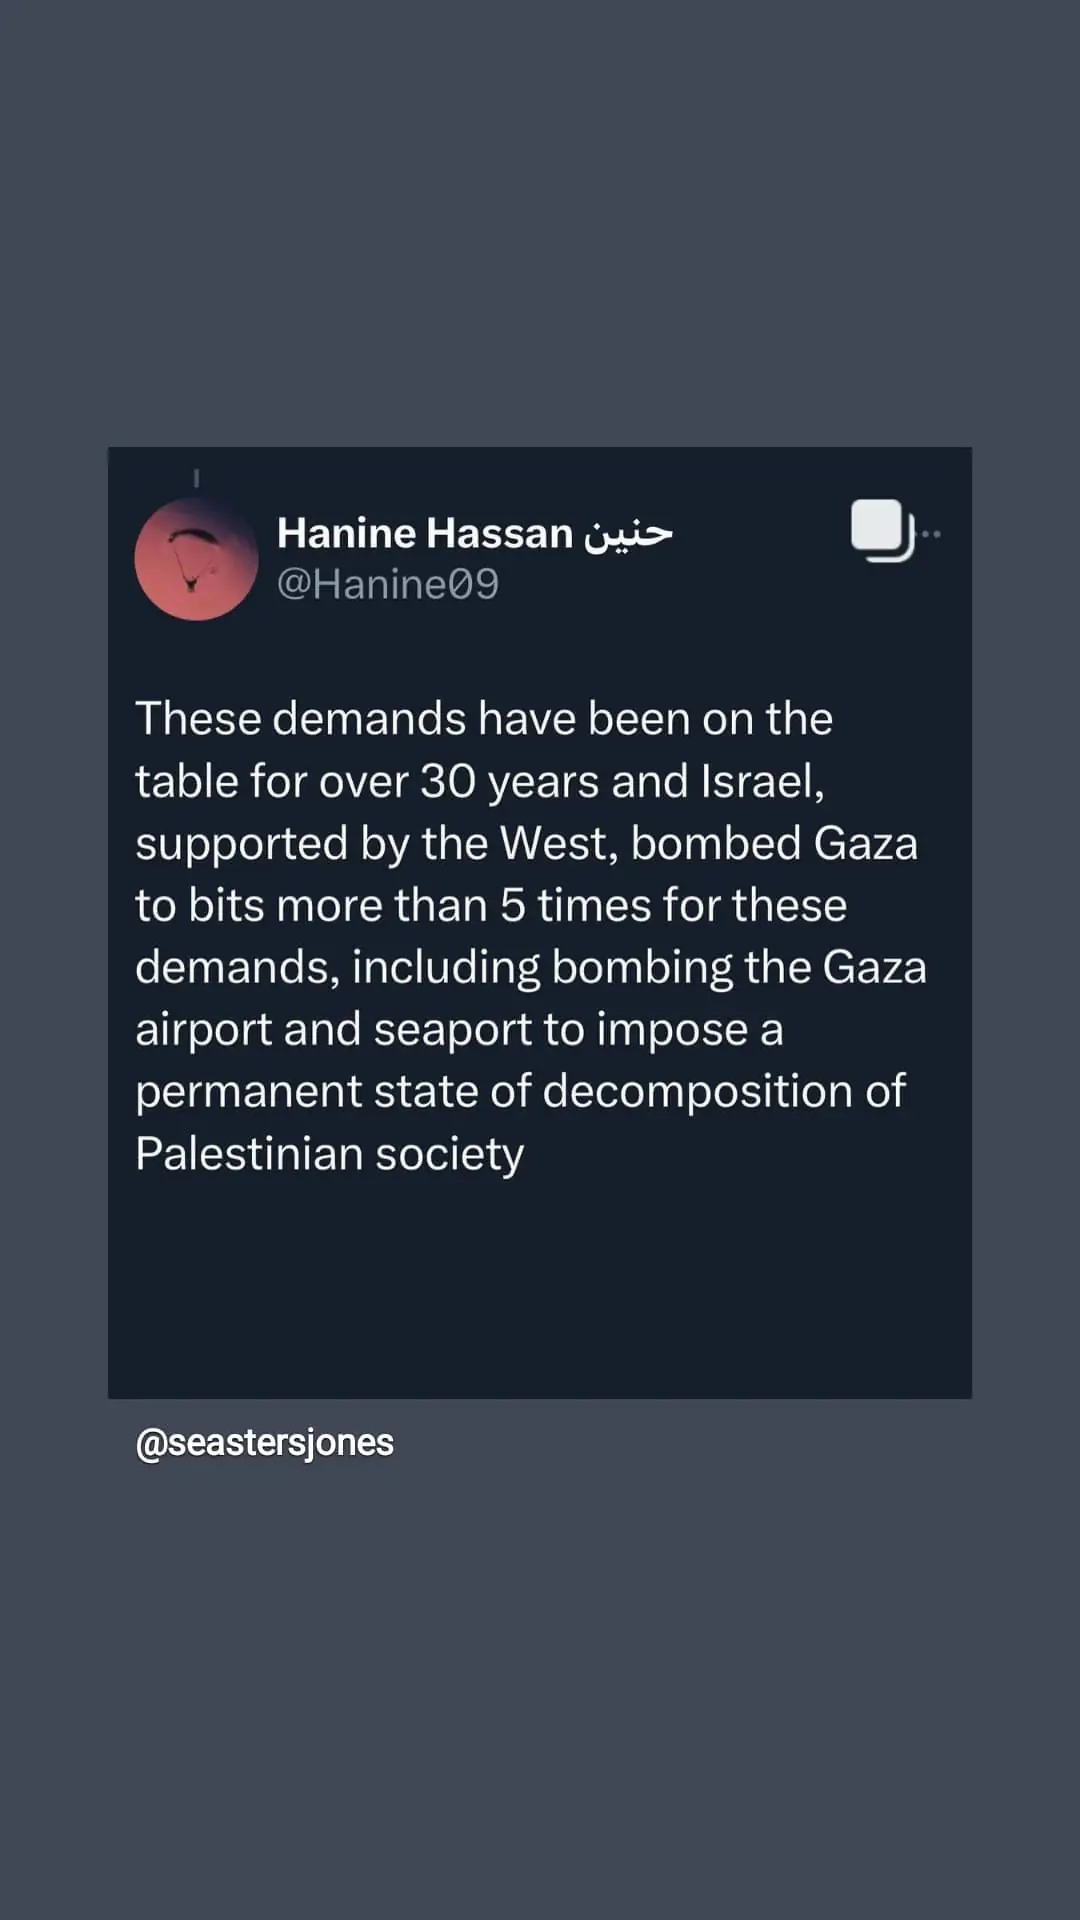 Hanine Hassan حنين
@Hanine09
These demands have been on the
table for over 30 years and Israel,
supported by the West, bombed Gaza
to bits more than 5 times for these
demands, including bombing the Gaza
airport and seaport to impose a
permanent state of decomposition of
Palestinian society
@seastersjones